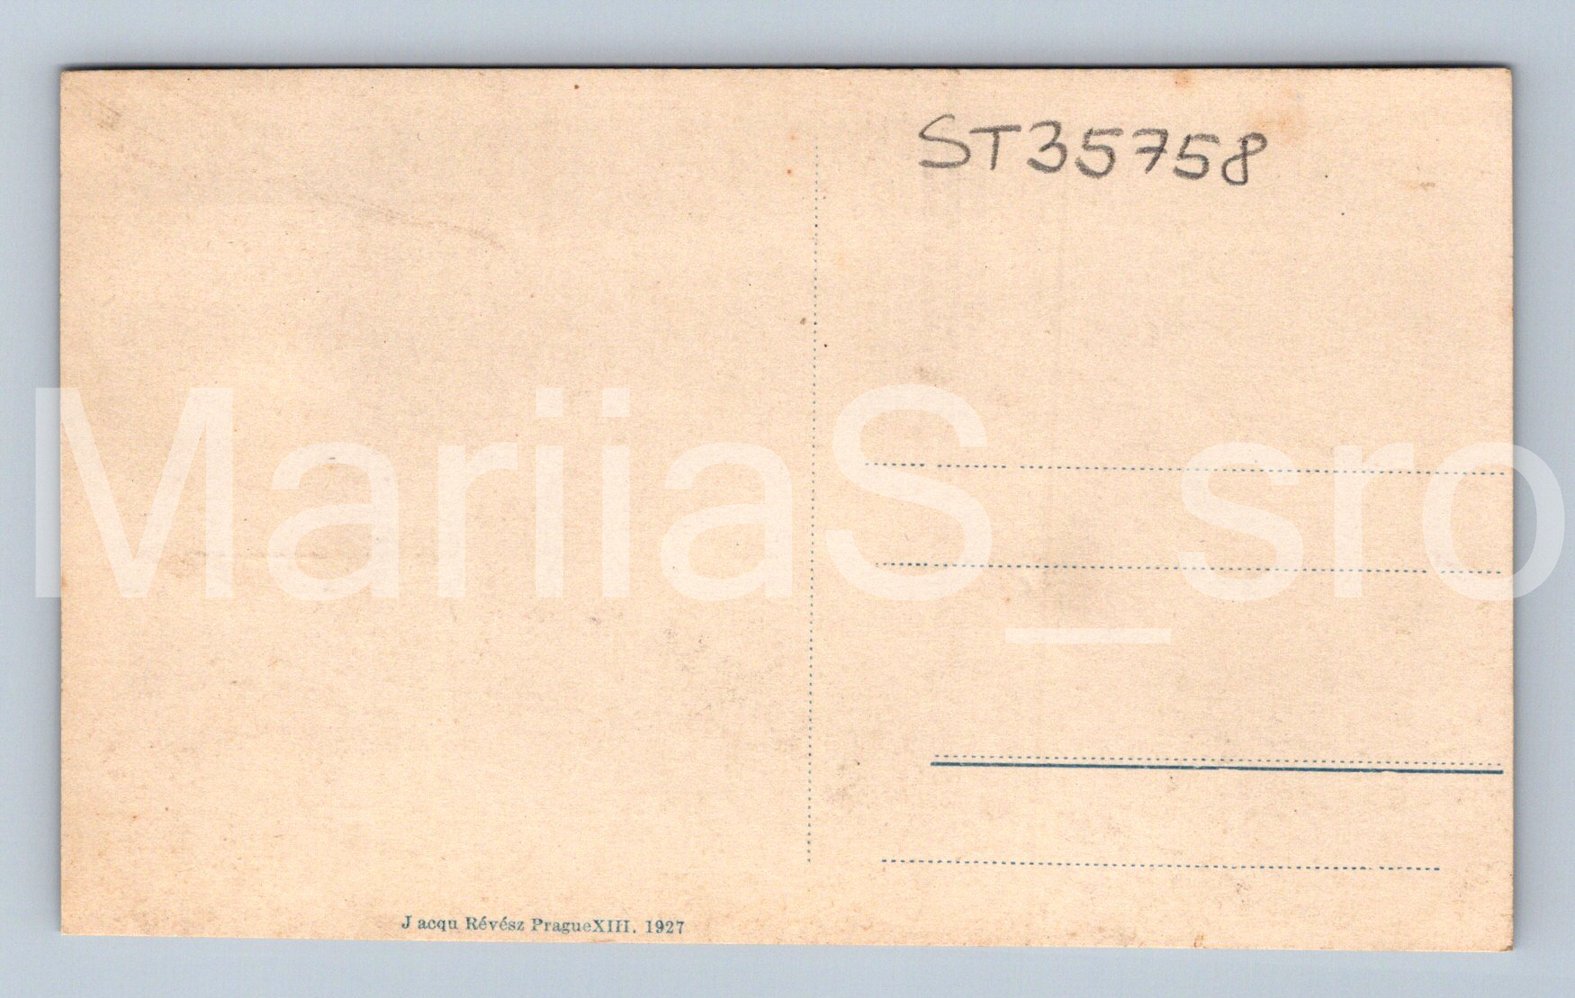 ST35758
MariiaS_sro
J acqu Révész PragueXIII. 1927